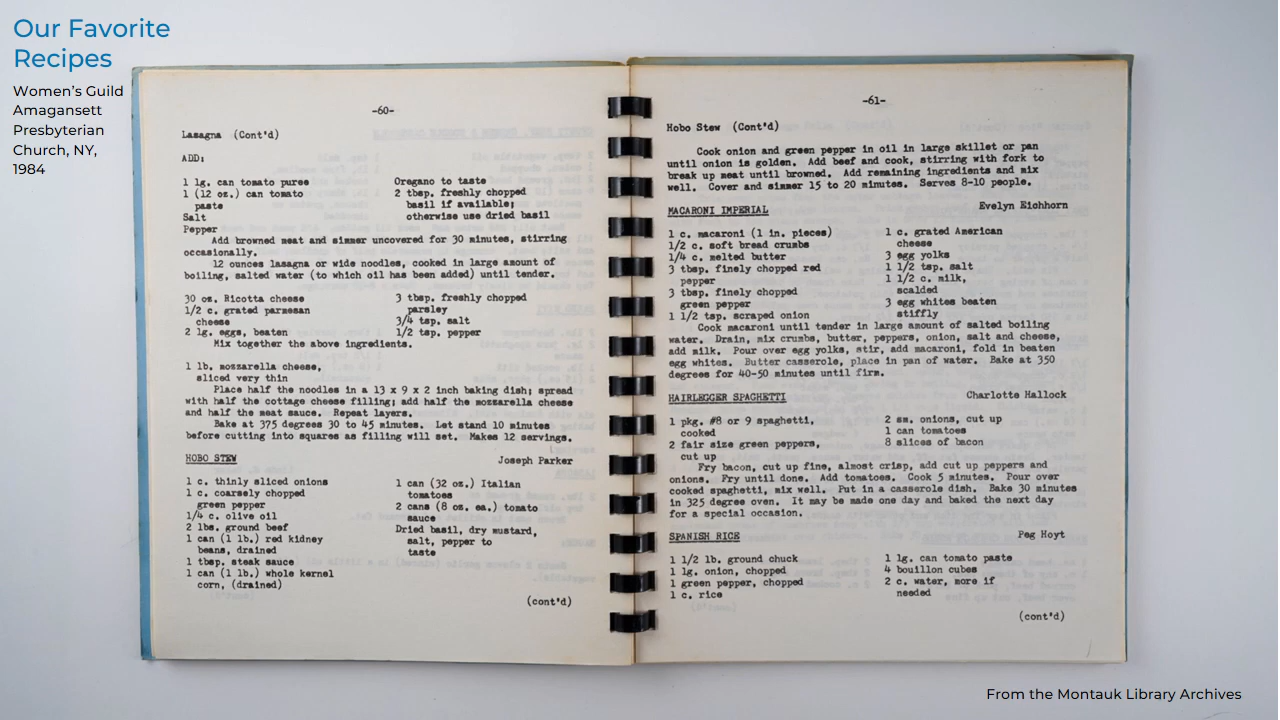 Our Favorite
Recipes
Women's Guild
Amagansett
Presbyterian
Church, NY,
1984
-60-
Lasagna (Cont'd)
ADD:
1 lg. can tomato puree
1 (12 oz.) can tomato
paste
Salt
Pepper
Oregano to taste
2 tbsp. freshly chopped
basil if available;
otherwise use dried basil
Add browned meat and simmer uncovered for 30 minutes, stirring
occasionally.
12 ounces lasagna or wide noodles, cooked in large amount of
boiling, salted water (to which oil has been added) until tender.
30 oz. Ricotta cheese
1/2 c. grated parmesan
cheese
2 lg. eggs, beaten
3 tbsp. freshly chopped
parsley
3/4 tsp. salt
1/2 tsp. pepper
Mix together the above ingredients.
1 lb. mozzarella cheese,
sliced very thin
Place half the noodles in a 13 x 9 x 2 inch baking dish; spread
with half the cottage cheese filling; add half the mozzarella cheese
and half the meat sauce. Repeat layers.
Bake at 375 degrees 30 to 45 minutes. Let stand 10 minutes
before cutting into squares as filling will set. Makes 12 servings.
HOBO STEW
Joseph Parker
1 c. thinly sliced onions
1 c. coarsely chopped
green pepper
1/4 c. olive oil
2 lbs. ground beef
1 can (1 lb.) red kidney
beans, drained
1 tbsp. steak sauce
1 can (1 lb.) whole kernel
corn, (drained)
1 can (32 oz.) Italian
tomatoes
2 cans (8 oz. ea.) tomato
sauce
Dried basil, dry mustard,
salt, pepper to
taste
(cont'd)
-61-
Hobo Stew (Cont'd)
Cook onion and green pepper in oil in large skillet or pan
until onion is golden. Add beef and cook, stirring with fork to
break up meat until browned. Add remaining ingredients and mix
well. Cover and simmer 15 to 20 minutes. Serves 8-10 people.
MACARONI IMPERIAL
Evelyn Eichhorn
1 c. macaroni (1 in. pieces)
1/2 c. soft bread crumbs
1/4 c. melted butter
3 tbsp. finely chopped red
pepper
3 tbsp. finely chopped
green pepper
1 1/2 tsp. scraped onion
1 c. grated American
cheese
3 egg yolks
1 1/2 tsp. salt
1 1/2 c. milk,
scalded
3 egg whites beaten
stiffly
Cook macaroni until tender in large amount of salted boiling
water. Drain, mix crumbs, butter, peppers, onion, salt and cheese,
add milk. Pour over egg yolks, stir, add macaroni, fold in beaten
egg whites. Butter casserole, place in pan of water. Bake at 350
degrees for 40-50 minutes until firm.
HAIRLEGGER SPAGHETTI
Charlotte Hallock
1 pkg. #8 or 9 spaghetti,
cooked
2 fair size green peppers,
cut up
2 sm. onions, cut up
1 can tomatoes
8 slices of bacon
Fry bacon, cut up fine, almost crisp, add cut up peppers and
onions. Fry until done. Add tomatoes. Cook 5 minutes. Pour over
cooked spaghetti, mix well. Put in a casserole dish. Bake 30 minutes
in 325 degree oven. It may be made one day and baked the next day
for a special occasion.
SPANISH RICE
Peg Hoyt
1 1/2 lb. ground chuck
1 lg. onion, chopped
1 green pepper, chopped
1 c. rice
1 lg. can tomato paste
4 bouillon cubes
2 c. water, more if
needed
(cont'd)
From the Montauk Library Archives